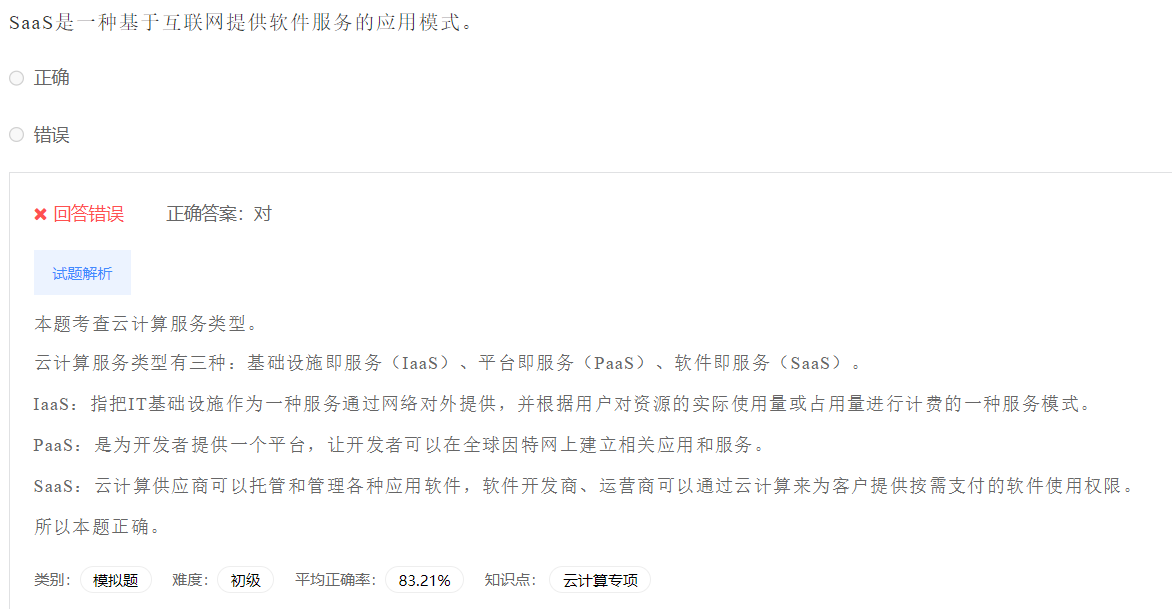 SaaS是一种基于互联网提供软件服务的应用模式。
正确
错误
回答错误 正确答案：对
试题解析
本题考查云计算服务类型。
云计算服务类型有三种：基础设施即服务（IaaS）、平台即服务（PaaS）、软件即服务（SaaS）。
IaaS：指把IT基础设施作为一种服务通过网络对外提供，并根据用户对资源的实际使用量或占用量进行计费的一种服务模式。
PaaS：是为开发者提供一个平台，让开发者可以在全球因特网上建立相关应用和服务。
SaaS：云计算供应商可以托管和管理各种应用软件，软件开发商、运营商可以通过云计算来为客户提供按需支付的软件使用权限。
所以本题正确。
类别： 模拟题 难度： 初级 平均正确率： 83.21% 知识点： 云计算专项